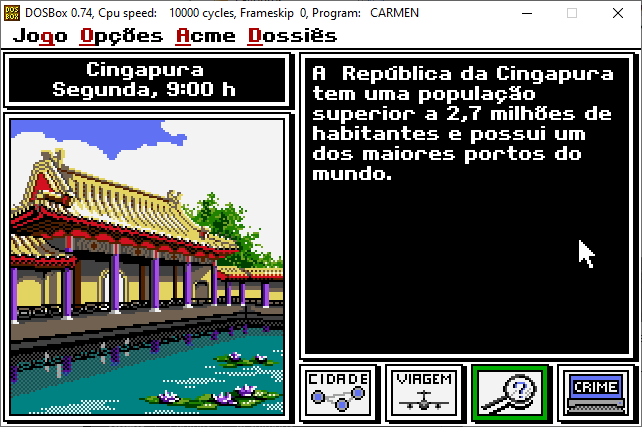 DOSBox 0.74, Cpu speed: 10000 cycles, Frameskip 0, Program: CARMEN
Jogo Opções Acme Dossiês
Cingapura
Segunda, 9:00 h
A República da Cingapura
tem uma população
superior a 2,7 milhões de
habitantes e possui um
dos maiores portos do
mundo.
CIDADE
VIAGEM
?
CRIME